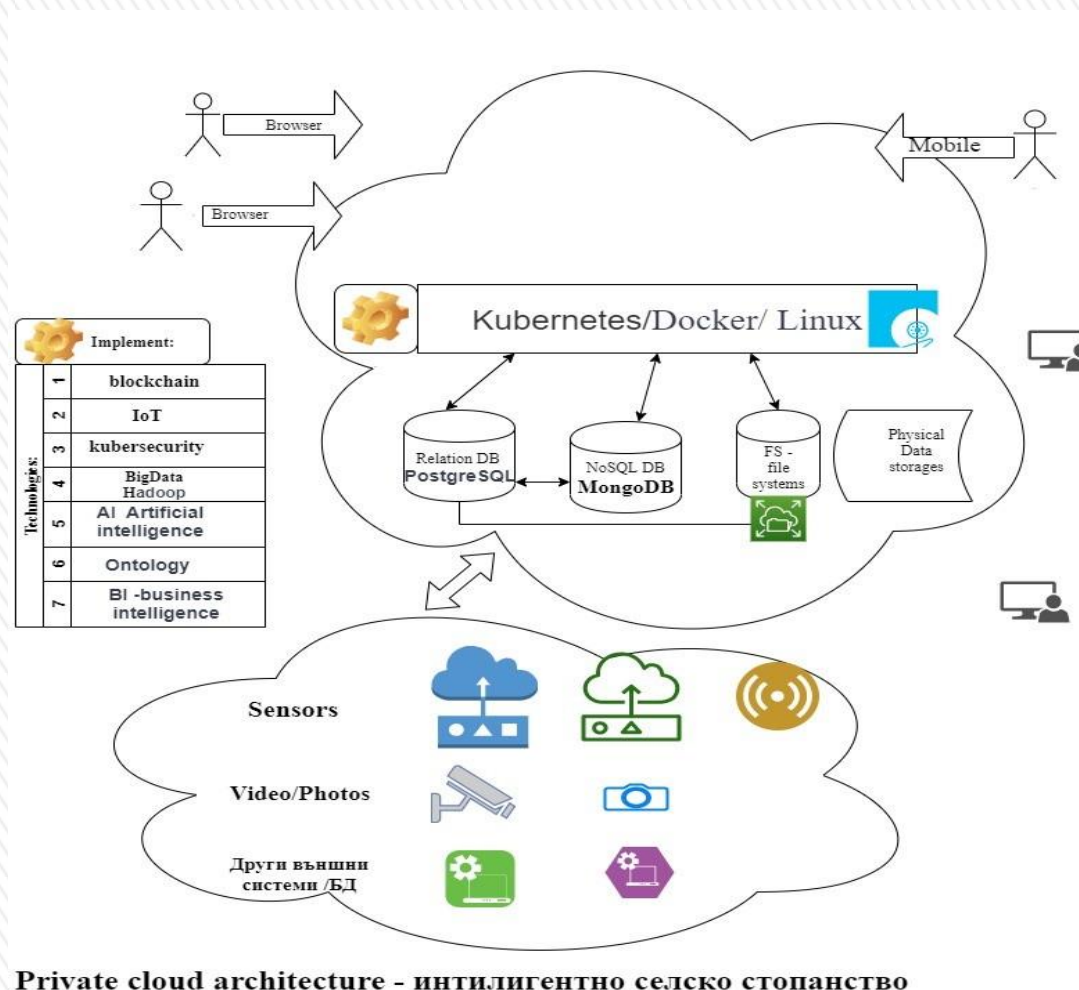 Browser
Mobile
Browser
Kubernetes/Docker/ Linux
Implement:
Technologies:
1 blockchain
2 IoT
3 kubersecurity
4 BigData
Hadoop
5 AI Artificial
intelligence
6 Ontology
7 BI -business
intelligence
Relation DB
PostgreSQL
NoSQL DB
MongoDB
FS -
file
systems
Physical
Data
storages
Sensors
Video/Photos
Други външни
системи /БД
Private cloud architecture - интилигентно селско стопанство